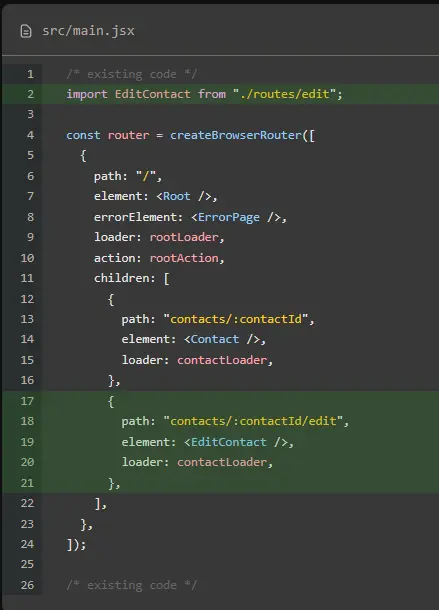 src/main.jsx
1 /* existing code */
2 import EditContact from "./routes/edit";
3
4 const router = createBrowserRouter([
5 {
6 path: "/",
7 element: <Root />,
8 errorElement: <ErrorPage />,
9 loader: rootLoader,
10 action: rootAction,
11 children: [
12 {
13 path: "contacts/:contactId",
14 element: <Contact />,
15 loader: contactLoader,
16 },
17 {
18 path: "contacts/:contactId/edit",
19 element: <EditContact />,
20 loader: contactLoader,
21 },
22 ],
23 },
24 ]);
25
26 /* existing code */